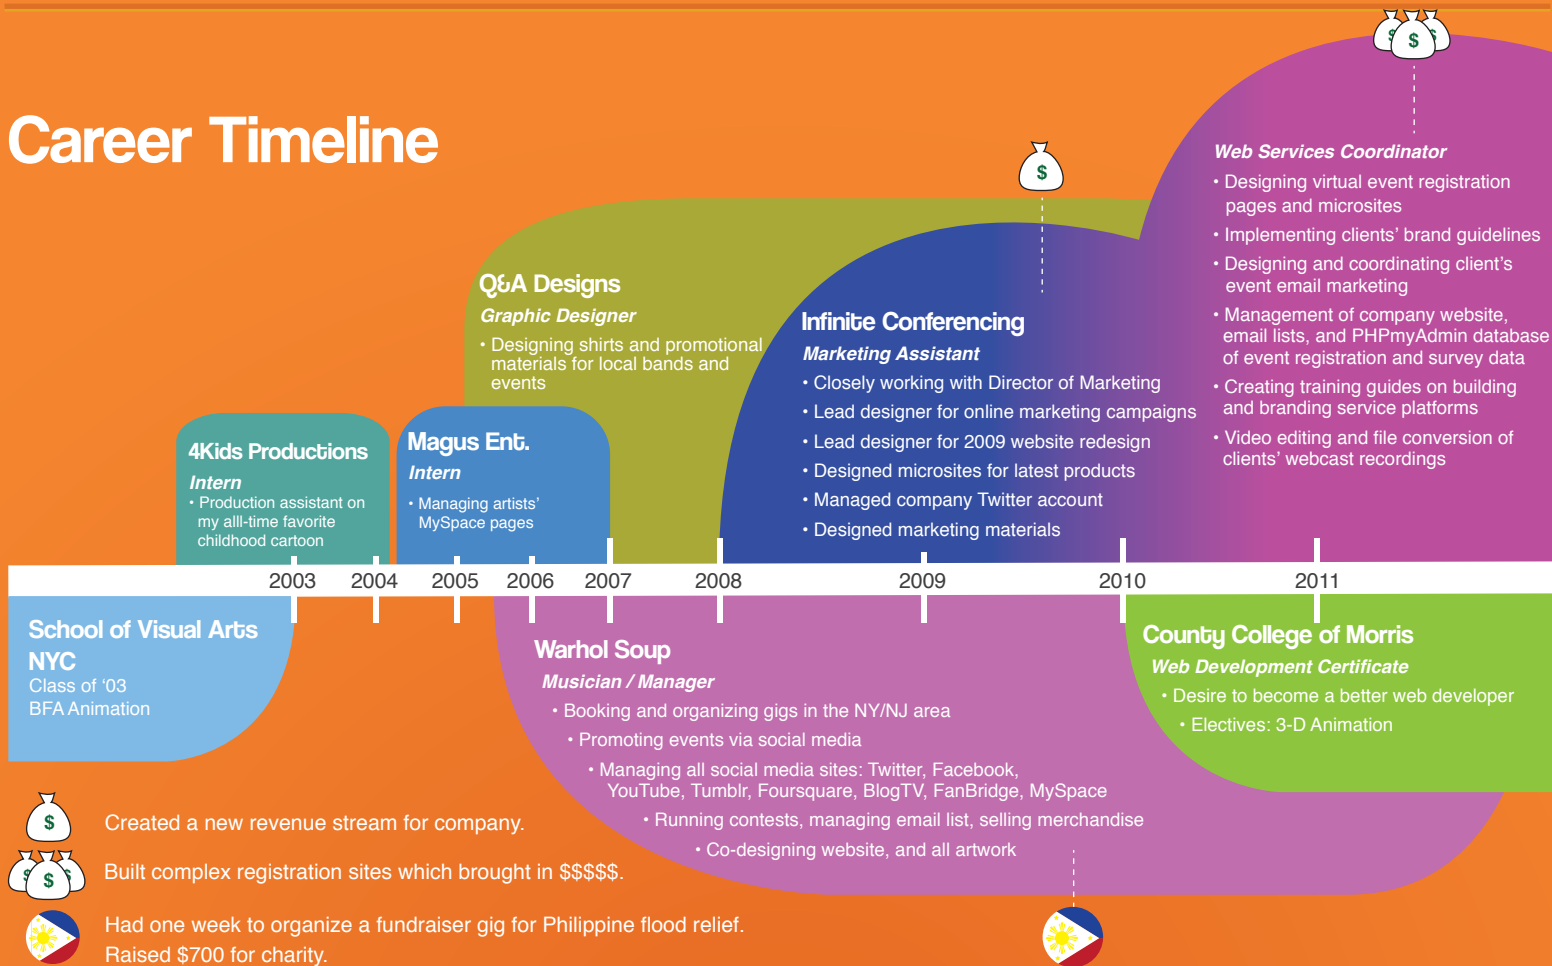 Career Timeline
Web Services Coordinator
• Designing virtual event registration
pages and microsites
• Implementing clients' brand guidelines
• Designing and coordinating client's
event email marketing
• Management of company website,
email lists, and PHPmyAdmin database
of event registration and survey data
• Creating training guides on building
and branding service platforms
• Video editing and file conversion of
clients' webcast recordings
Q&A Designs
Graphic Designer
• Designing shirts and promotional
materials for local bands and
events
Infinite Conferencing
Marketing Assistant
• Closely working with Director of Marketing
• Lead designer for online marketing campaigns
• Lead designer for 2009 website redesign
• Designed microsites for latest products
• Managed company Twitter account
• Designed marketing materials
4Kids Productions
Intern
• Production assistant on
my alll-time favorite
childhood cartoon
Magus Ent.
Intern
• Managing artists'
MySpace pages
2003 2004 2005 2006 2007 2008 2009 2010 2011
School of Visual Arts
NYC
Class of ‘03
BFA Animation
Warhol Soup
Musician / Manager
• Booking and organizing gigs in the NY/NJ area
• Promoting events via social media
• Managing all social media sites: Twitter, Facebook,
YouTube, Tumblr, Foursquare, BlogTV, FanBridge, MySpace
• Running contests, managing email list, selling merchandise
• Co-designing website, and all artwork
County College of Morris
Web Development Certificate
• Desire to become a better web developer
• Electives: 3-D Animation
$
Created a new revenue stream for company.
$ $ $
Built complex registration sites which brought in $$$$$.
Had one week to organize a fundraiser gig for Philippine flood relief.
Raised $700 for charity.
$
$ $ $